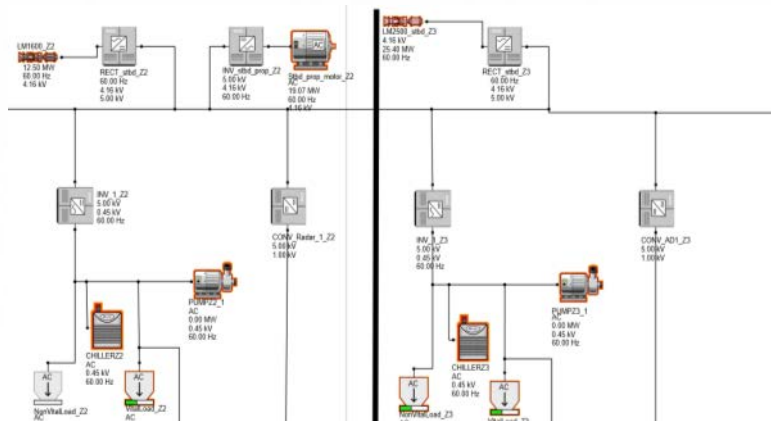 LM1600_Z2
12.50 MW
60.00 Hz
4.16 kV
RECT_stbd_Z2
60.00 Hz
4.16 kV
5.00 kV
INV_stbd_prop_Z2
5.00 kV
4.16 kV
60.00 Hz
AC
Stbd_prop_motor_Z2
AC
19.07 MW
60.00 Hz
4.16 kV
LM2500_stbd_Z3
4.16 kV
25.40 MW
60.00 Hz
RECT_stbd_Z3
60.00 Hz
4.16 kV
5.00 kV
INV_1_Z2
5.00 kV
0.45 kV
60.00 Hz
CONV_Radar_1_Z2
5.00 kV
1.00 kV
5.00 kV
0.45 kV
60.00 Hz
CONV_AD1_Z3
5.00 kV
1.00 kV
PUMPZ2_1
AC
0.00 MW
0.45 kV
60.00 Hz
PUMPZ3_1
AC
0.00 MW
0.45 kV
60.00 Hz
CHILLERZ2
AC
0.45 kV
60.00 Hz
CHILLERZ3
AC
0.45 kV
60.00 Hz
AC
NonVitalLoad_Z2
AC
AC
VitalLoad_Z2
AC
AC
NonVitalLoad_Z3
AC
VitalLoad_Z3